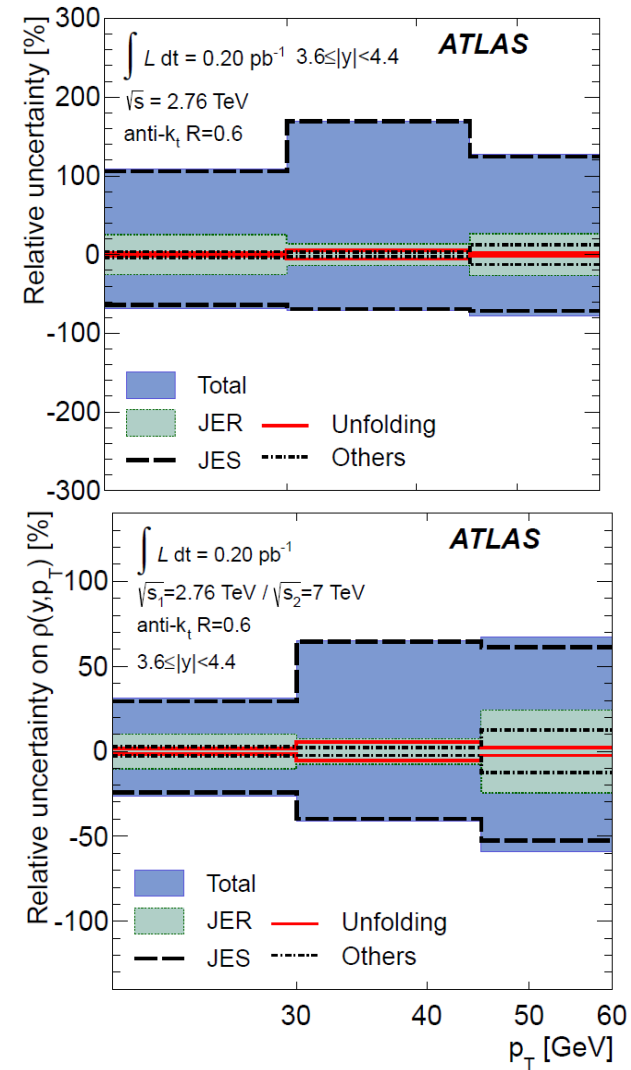 300
200
100
0
-100
-200
-300
Relative uncertainty [%]
∫ L dt = 0.20 pb⁻¹ 3.6≤|y|<4.4
ATLAS
√s = 2.76 TeV
anti-kₜ R=0.6
Total
JER
Unfolding
JES
Others
100
50
0
-50
-100
Relative uncertainty on ρ(y,p_T) [%]
∫ L dt = 0.20 pb⁻¹
ATLAS
√s₁=2.76 TeV / √s₂=7 TeV
anti-kₜ R=0.6
3.6≤|y|<4.4
Total
JER
Unfolding
JES
Others
30 40 50 60
p_T [GeV]